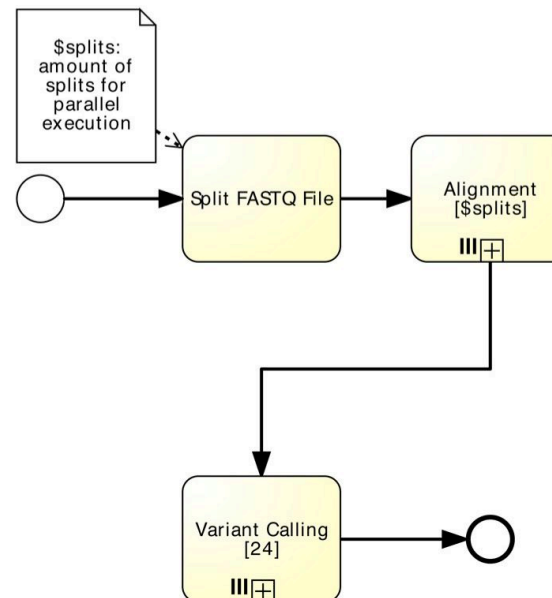 $splits:
amount of
splits for
parallel
execution
Split FASTQ File
Alignment
[$splits]
Variant Calling
[24]